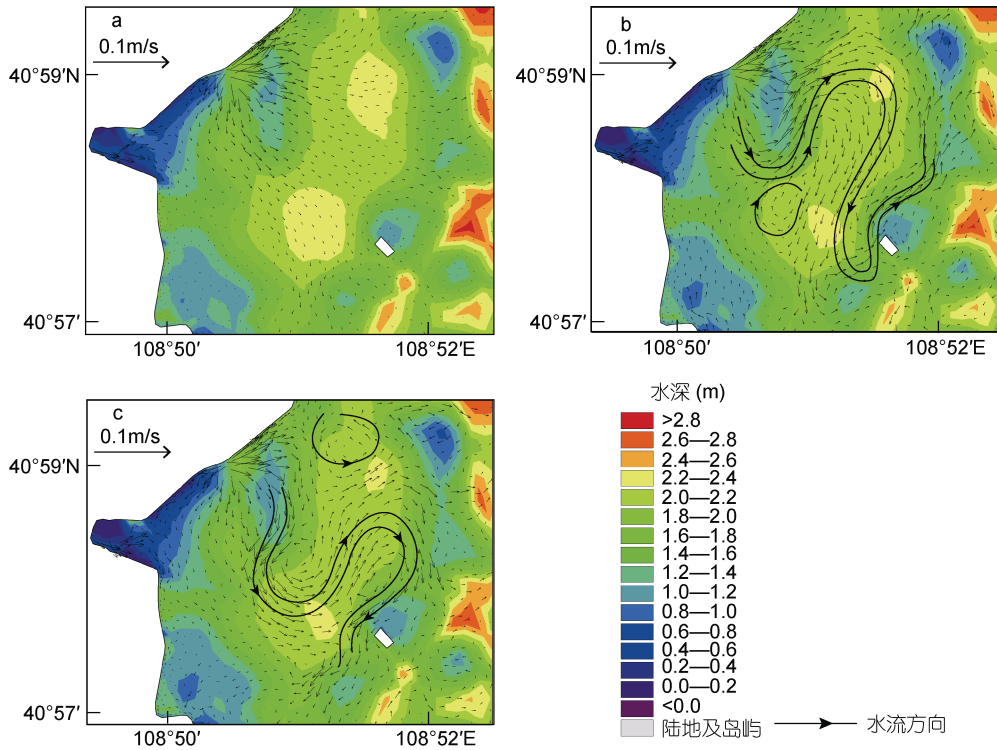 a
0.1m/s
40°59′N
40°57′
108°50′
108°52′E
b
0.1m/s
40°59′N
40°57′
108°50′
108°52′E
c
0.1m/s
40°59′N
40°57′
108°50′
108°52′E
水深 (m)
>2.8
2.6—2.8
2.4—2.6
2.2—2.4
2.0—2.2
1.8—2.0
1.6—1.8
1.4—1.6
1.2—1.4
1.0—1.2
0.8—1.0
0.6—0.8
0.4—0.6
0.2—0.4
0.0—0.2
<0.0
陆地及岛屿
水流方向